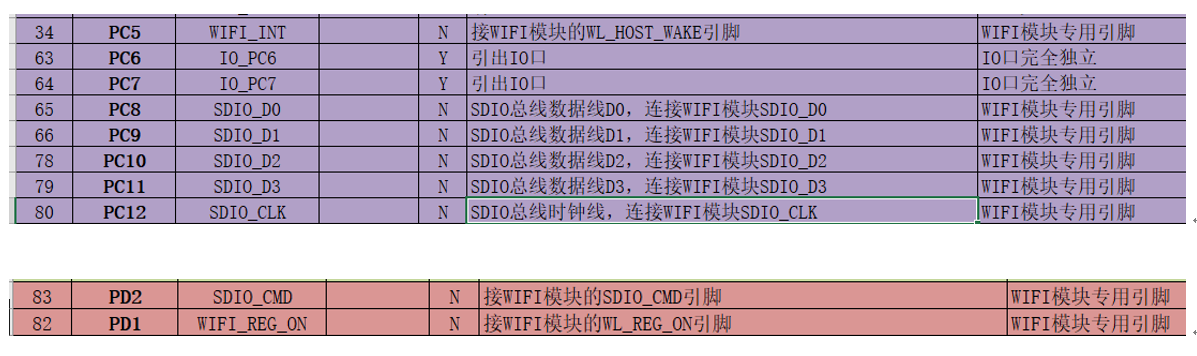 34 PC5 WIFI_INT N 接WIFI模块的WL_HOST_WAKE引脚 WIFI模块专用引脚
63 PC6 IO_PC6 Y 引出IO口 IO口完全独立
64 PC7 IO_PC7 Y 引出IO口 IO口完全独立
65 PC8 SDIO_D0 N SDIO总线数据线D0，连接WIFI模块SDIO_D0 WIFI模块专用引脚
66 PC9 SDIO_D1 N SDIO总线数据线D1，连接WIFI模块SDIO_D1 WIFI模块专用引脚
78 PC10 SDIO_D2 N SDIO总线数据线D2，连接WIFI模块SDIO_D2 WIFI模块专用引脚
79 PC11 SDIO_D3 N SDIO总线数据线D3，连接WIFI模块SDIO_D3 WIFI模块专用引脚
80 PC12 SDIO_CLK N SDIO总线时钟线，连接WIFI模块SDIO_CLK WIFI模块专用引脚
83 PD2 SDIO_CMD N 接WIFI模块的SDIO_CMD引脚 WIFI模块专用引脚
82 PD1 WIFI_REG_ON N 接WIFI模块的WL_REG_ON引脚 WIFI模块专用引脚